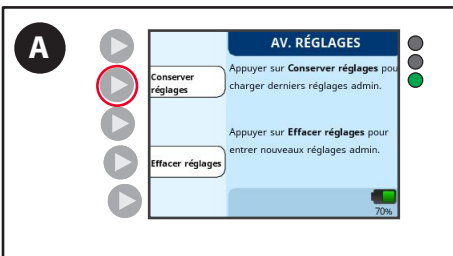 A
AV. RÉGLAGES
Conserver
réglages
Appuyer sur Conserver réglages pou
charger derniers réglages admin.
Appuyer sur Effacer réglages pour
entrer nouveaux réglages admin.
Effacer réglages
70%